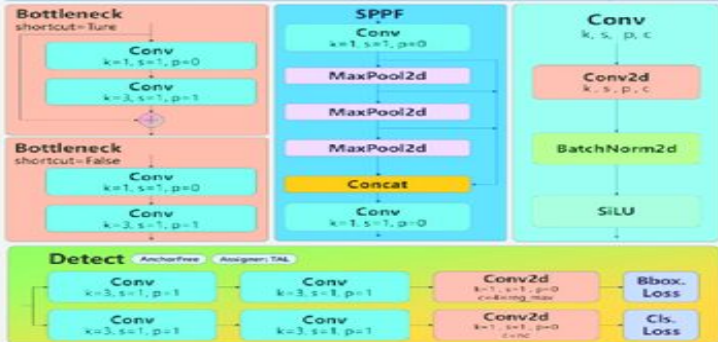 Bottleneck
shortcut=Ture
Conv
k=1, s=1, p=0
Conv
k=3, s=1, p=1
Bottleneck
shortcut=False
Conv
k=1, s=1, p=0
Conv
k=3, s=1, p=1
SPPF
Conv
k=1, s=1, p=0
MaxPool2d
MaxPool2d
MaxPool2d
Concat
Conv
k=1, s=1, p=0
Conv
k, s, p, c
Conv2d
k, s, p, c
BatchNorm2d
SiLU
Detect
AnchorFree
Assigner: TAL
Conv
k=3, s=1, p=1
Conv
k=3, s=1, p=1
Conv2d
k=1, s=1, p=0
Bbox.
Loss
Conv
k=3, s=1, p=1
Conv
k=3, s=1, p=1
Conv2d
k=1, s=1, p=0
c=nc
Cls.
Loss